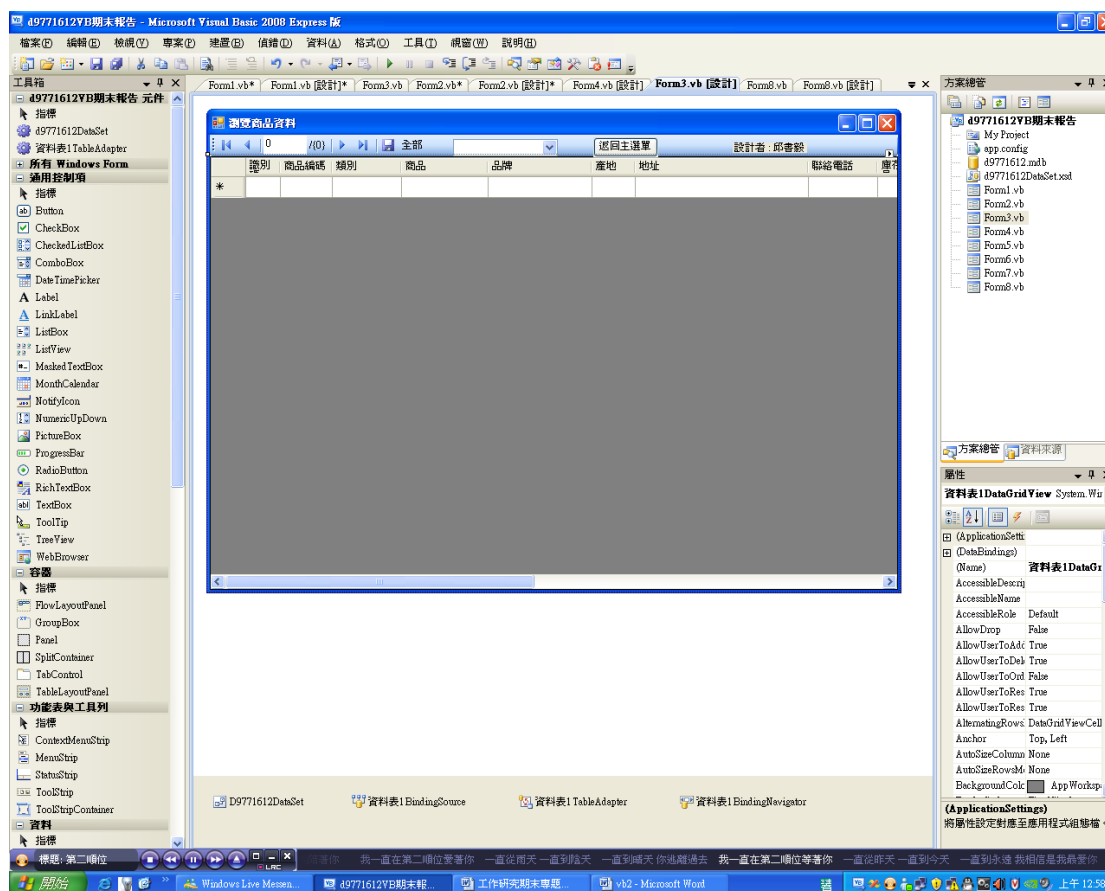 d9771612VB期末報告 - Microsoft Visual Basic 2008 Express 版
檔案(F) 編輯(E) 檢視(V) 專案(P) 建置(B) 偵錯(D) 資料(A) 格式(O) 工具(T) 視窗(W) 說明(H)
工具箱
Form1.vb* Form1.vb [設計]* Form3.vb Form2.vb* Form2.vb [設計]* Form4.vb [設計] Form3.vb [設計] Form8.vb Form8.vb [設計]
方案總管
d9771612VB期末報告 元件
指標
d9771612DataSet
資料表1TableAdapter
所有 Windows Form
通用控制項
指標
Button
CheckBox
CheckedListBox
ComboBox
DateTimePicker
Label
LinkLabel
ListBox
ListView
MaskedTextBox
MonthCalendar
NotifyIcon
NumericUpDown
PictureBox
ProgressBar
RadioButton
RichTextBox
TextBox
ToolTip
TreeView
WebBrowser
容器
指標
FlowLayoutPanel
GroupBox
Panel
SplitContainer
TabControl
TableLayoutPanel
功能表與工具列
指標
ContextMenuStrip
MenuStrip
StatusStrip
ToolStrip
ToolStripContainer
資料
指標
瀏覽商品資料
0 /{0} 全部 返回主選單 設計者 : 邱書毅
識別 商品編碼 類別 商品 品牌 產地 地址 聯絡電話 庫存
D9771612DataSet 資料表1BindingSource 資料表1TableAdapter 資料表1BindingNavigator
d9771612VB期末報告
My Project
app.config
d9771612.mdb
d9771612DataSet.xsd
Form1.vb
Form2.vb
Form3.vb
Form4.vb
Form5.vb
Form6.vb
Form7.vb
Form8.vb
方案總管 資料來源
屬性
資料表1DataGridView System.Wir
(ApplicationSetti
(DataBindings)
(Name) 資料表1DataGr
AccessibleDescrip
AccessibleName
AccessibleRole Default
AllowDrop False
AllowUserToAdd True
AllowUserToDel True
AllowUserToOrd False
AllowUserToRes True
AllowUserToRes True
AlternatingRows DataGridViewCell
Anchor Top, Left
AutoSizeColumn None
AutoSizeRowsM None
BackgroundColo AppWorksp
(ApplicationSettings)
將屬性設定對應至應用程式組態檔。
標題: 第二順位 LRC 我一直在第二順位愛著你 一直從雨天 一直到陰天 一直到晴天 你逃離過去 我一直在第二順位等著你 一直從昨天 一直到今天 一直到永遠 我相信是我最愛你
開始 Windows Live Messen... d9771612VB期末報... 工作研究期末專題... vb2 - Microsoft Word 上午 12:59